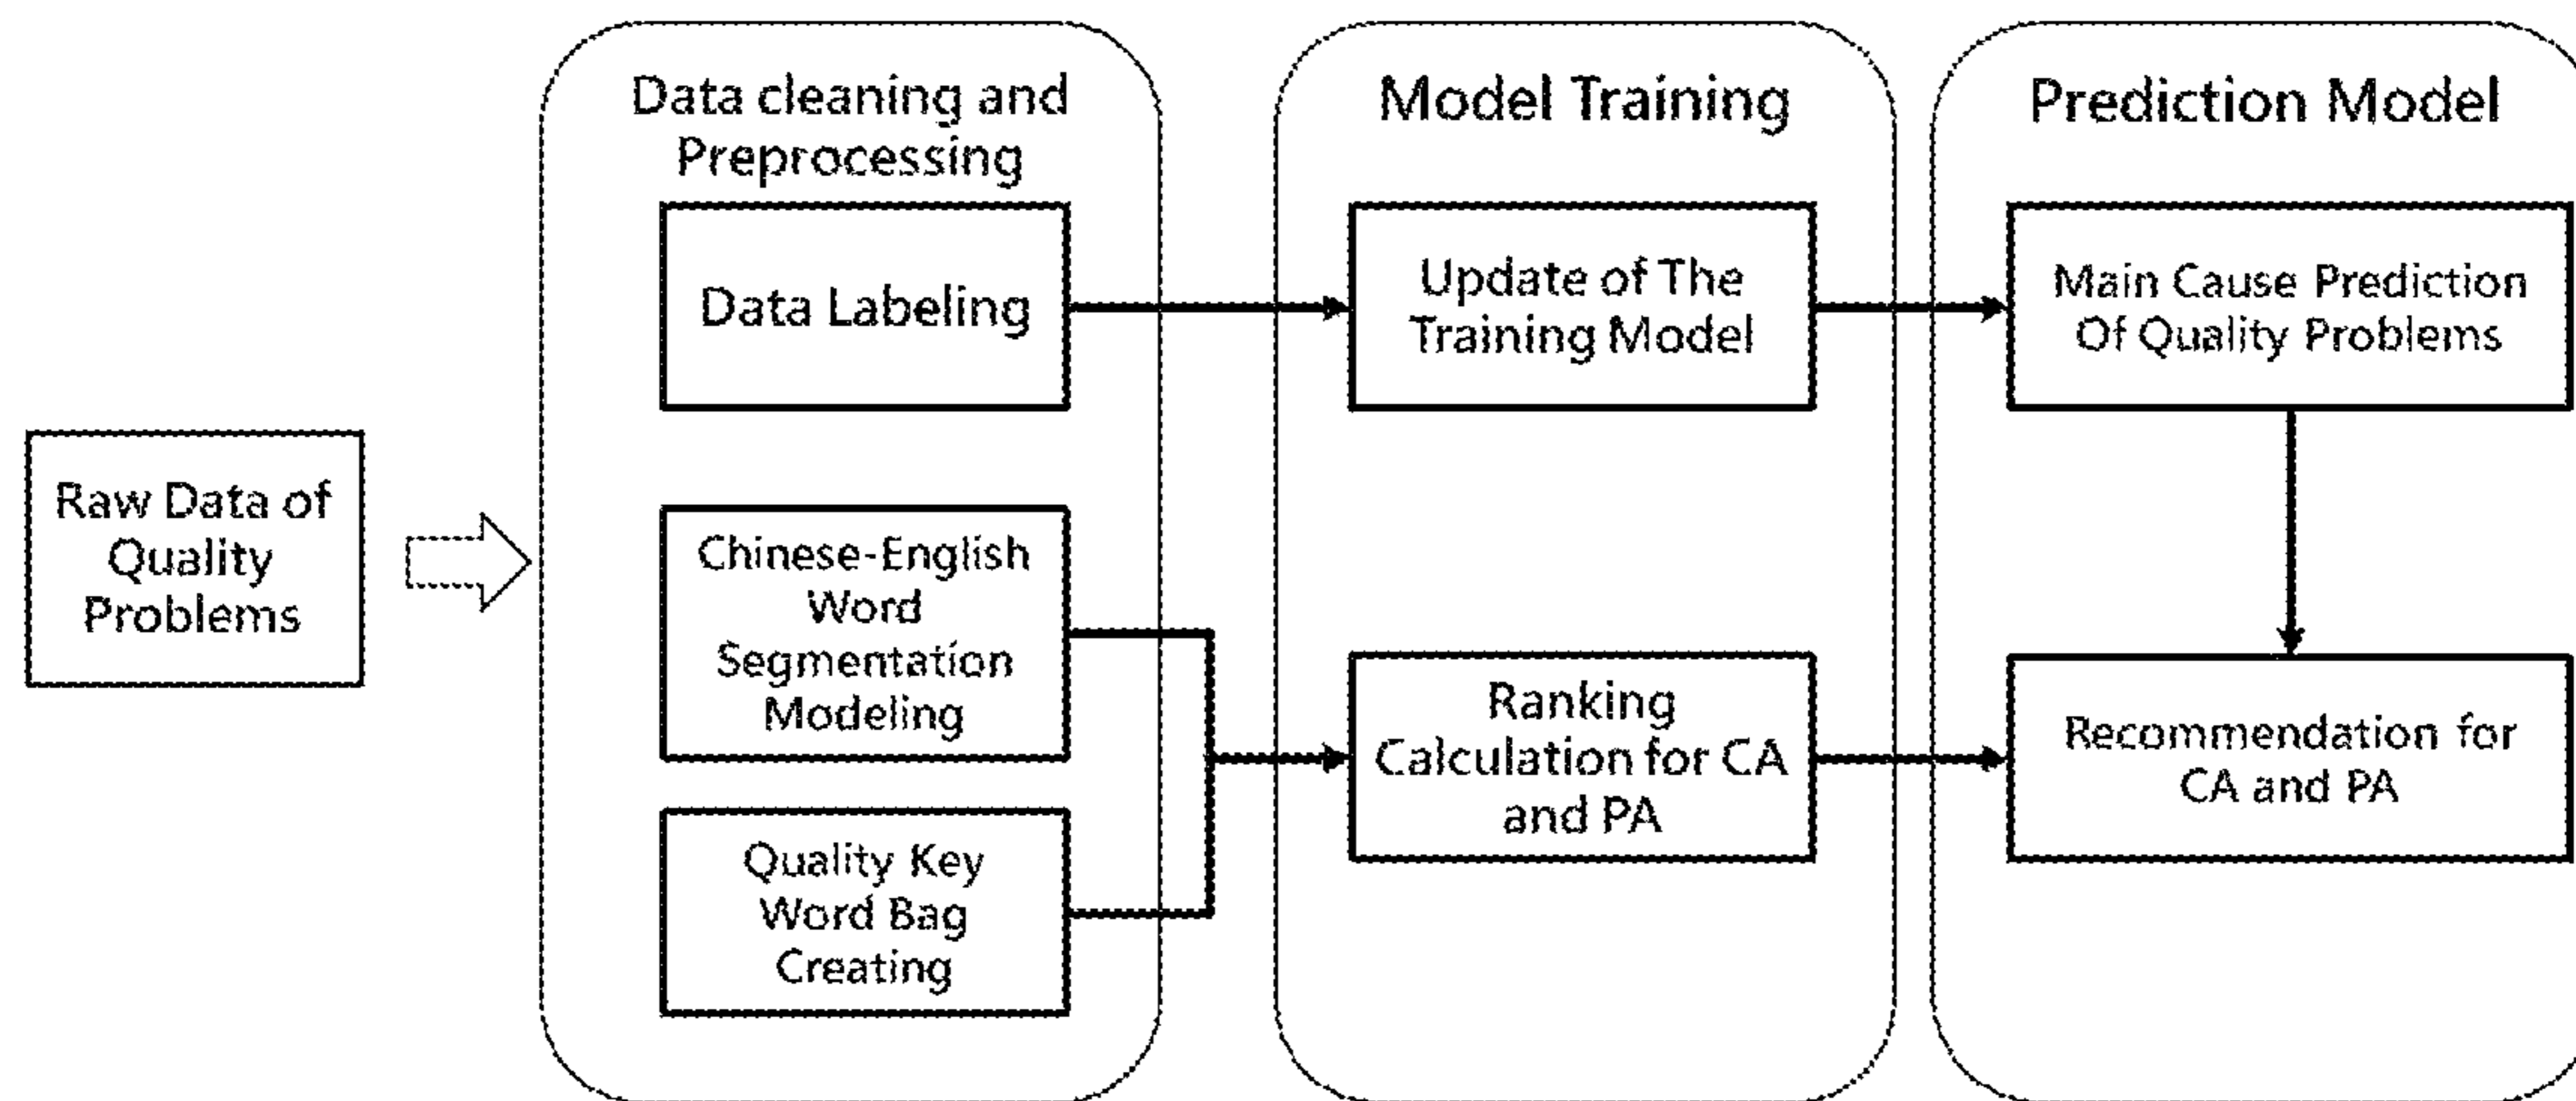 Raw Data of
Quality
Problems
Data cleaning and
Preprocessing
Data Labeling
Chinese-English
Word
Segmentation
Modeling
Quality Key
Word Bag
Creating
Model Training
Update of The
Training Model
Ranking
Calculation for CA
and PA
Prediction Model
Main Cause Prediction
Of Quality Problems
Recommendation for
CA and PA